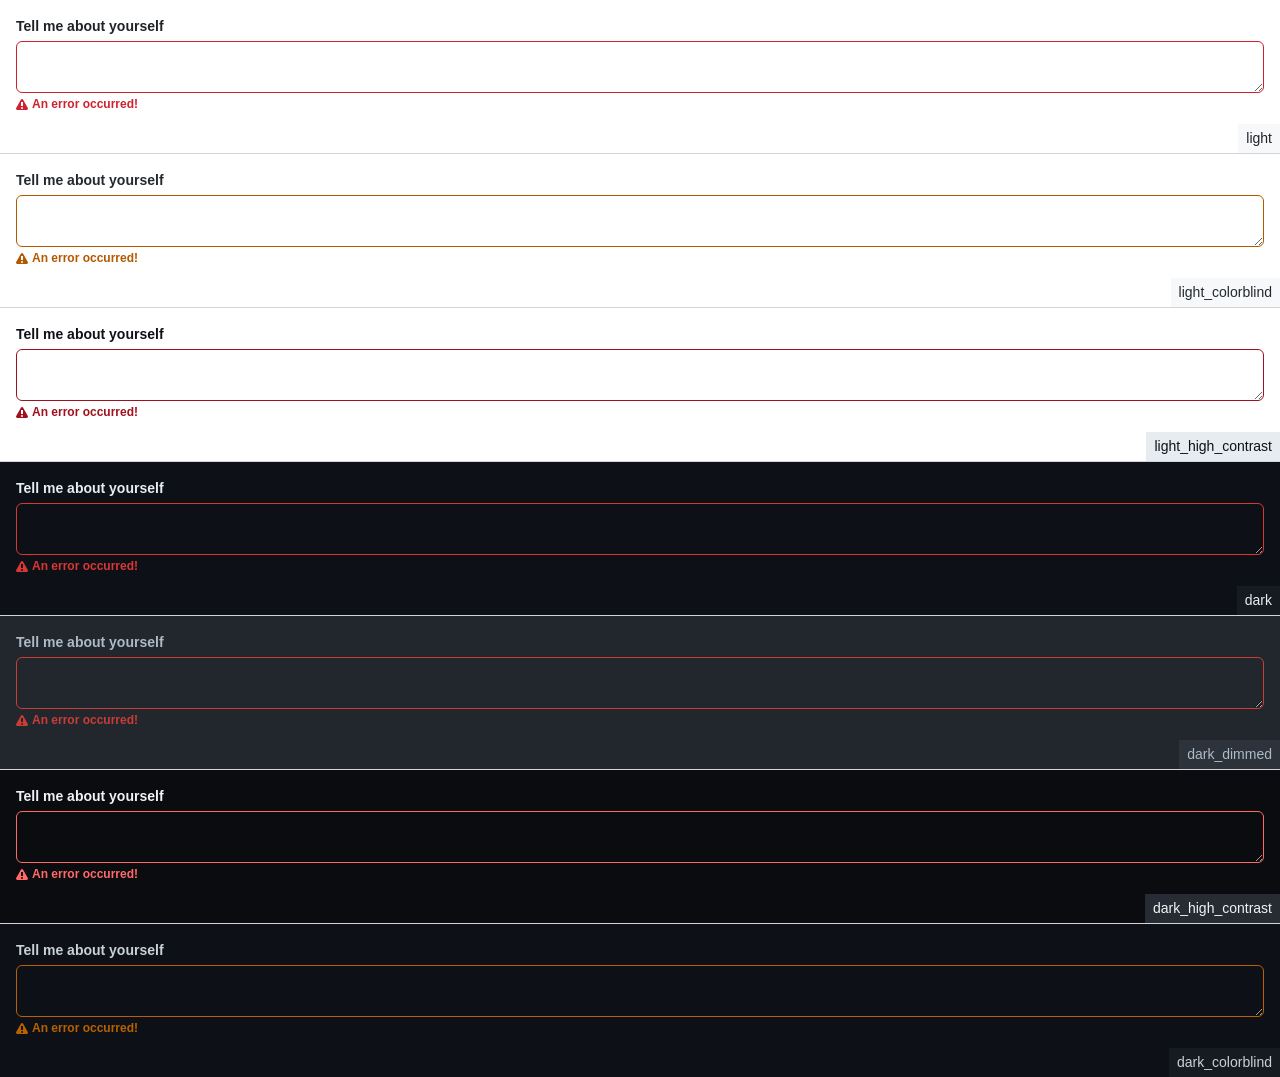 Tell me about yourself
An error occurred!
light
Tell me about yourself
An error occurred!
light_colorblind
Tell me about yourself
An error occurred!
light_high_contrast
Tell me about yourself
An error occurred!
dark
Tell me about yourself
An error occurred!
dark_dimmed
Tell me about yourself
An error occurred!
dark_high_contrast
Tell me about yourself
An error occurred!
dark_colorblind